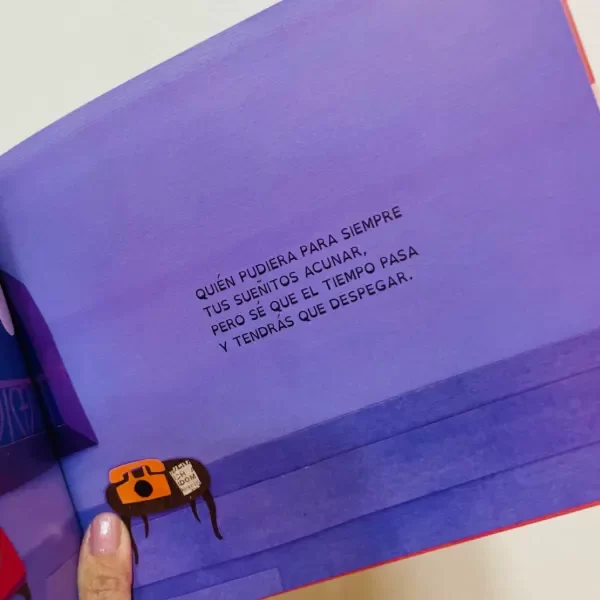 QUIÉN PUDIERA PARA SIEMPRE
TUS SUEÑITOS ACUNAR,
PERO SÉ QUE EL TIEMPO PASA
Y TENDRÁS QUE DESPEGAR.